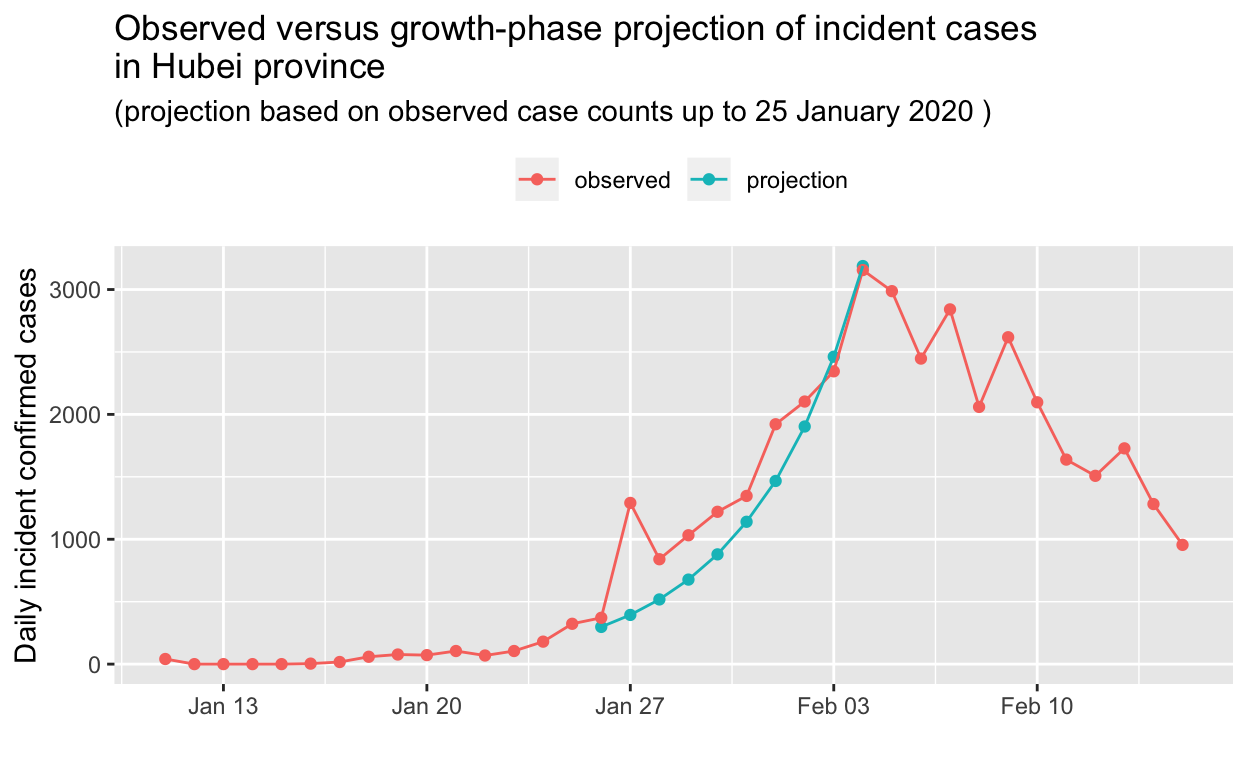 Observed versus growth-phase projection of incident cases
in Hubei province
(projection based on observed case counts up to 25 January 2020 )
observed projection
Daily incident confirmed cases
3000
2000
1000
0
Jan 13 Jan 20 Jan 27 Feb 03 Feb 10